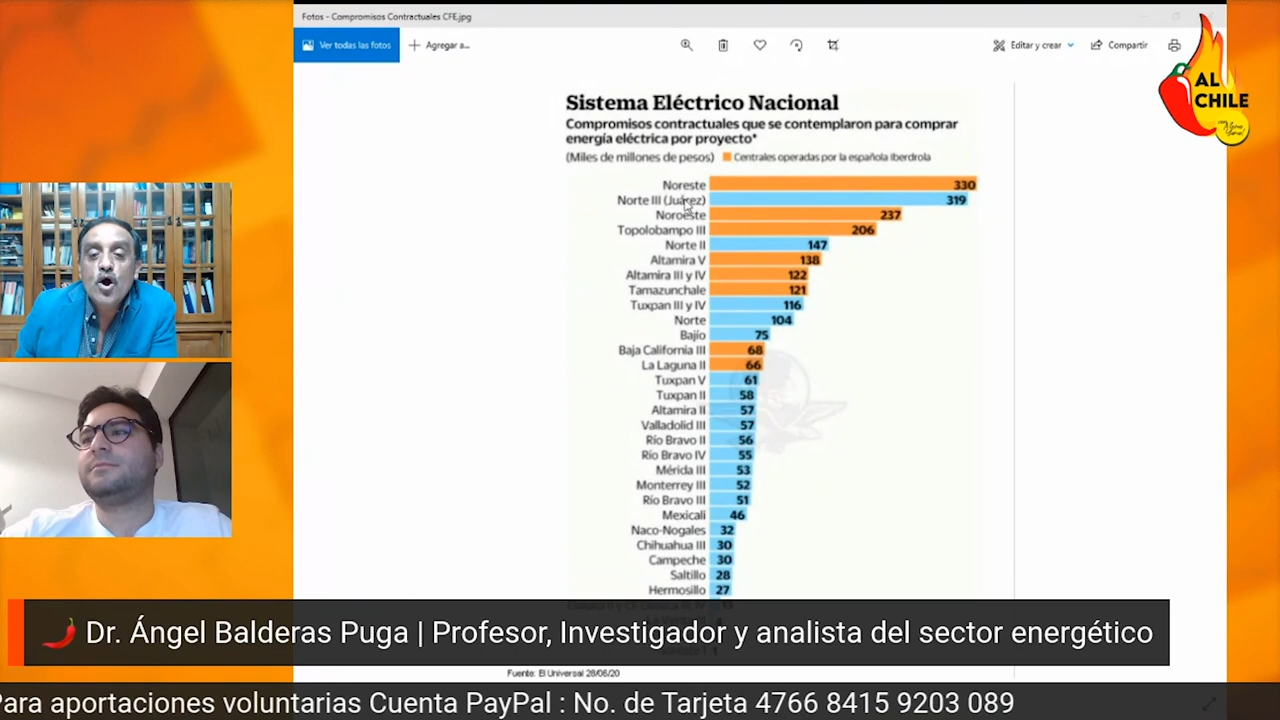 Fotos - Compromisos Contractuales CFE.jpg
Ver todas las fotos
Agregar a...
Editar y crear
Compartir
AL
CHILE
Sistema Eléctrico Nacional
Compromisos contractuales que se contemplaron para comprar
energía eléctrica por proyecto*
(Miles de millones de pesos) Centrales operadas por la española Iberdrola
Noreste 330
Norte III (Juárez) 319
Noroeste 237
Topolobampo III 206
Norte II 147
Altamira V 138
Altamira III y IV 122
Tamazunchale 121
Tuxpan III y IV 116
Norte 104
Bajío 75
Baja California III 68
La Laguna II 66
Tuxpan V 61
Tuxpan II 58
Altamira II 57
Valladolid III 57
Río Bravo II 56
Río Bravo IV 55
Mérida III 53
Monterrey III 52
Río Bravo III 51
Mexicali 46
Naco-Nogales 32
Chihuahua III 30
Campeche 30
Saltillo 28
Hermosillo 27
Dr. Ángel Balderas Puga | Profesor, Investigador y analista del sector energético
Fuente: El Universal 28/06/20
Para aportaciones voluntarias Cuenta PayPal : No. de Tarjeta 4766 8415 9203 089